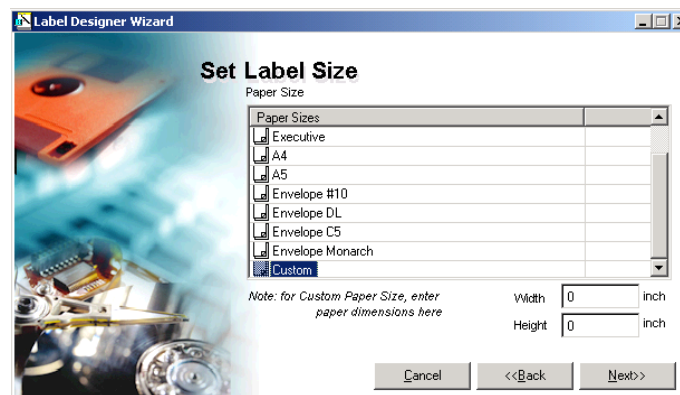 Label Designer Wizard
Set Label Size
Paper Size
Paper Sizes
Executive
A4
A5
Envelope #10
Envelope DL
Envelope C5
Envelope Monarch
Custom
Note: for Custom Paper Size, enter
paper dimensions here
Width 0 inch
Height 0 inch
Cancel <<Back Next>>